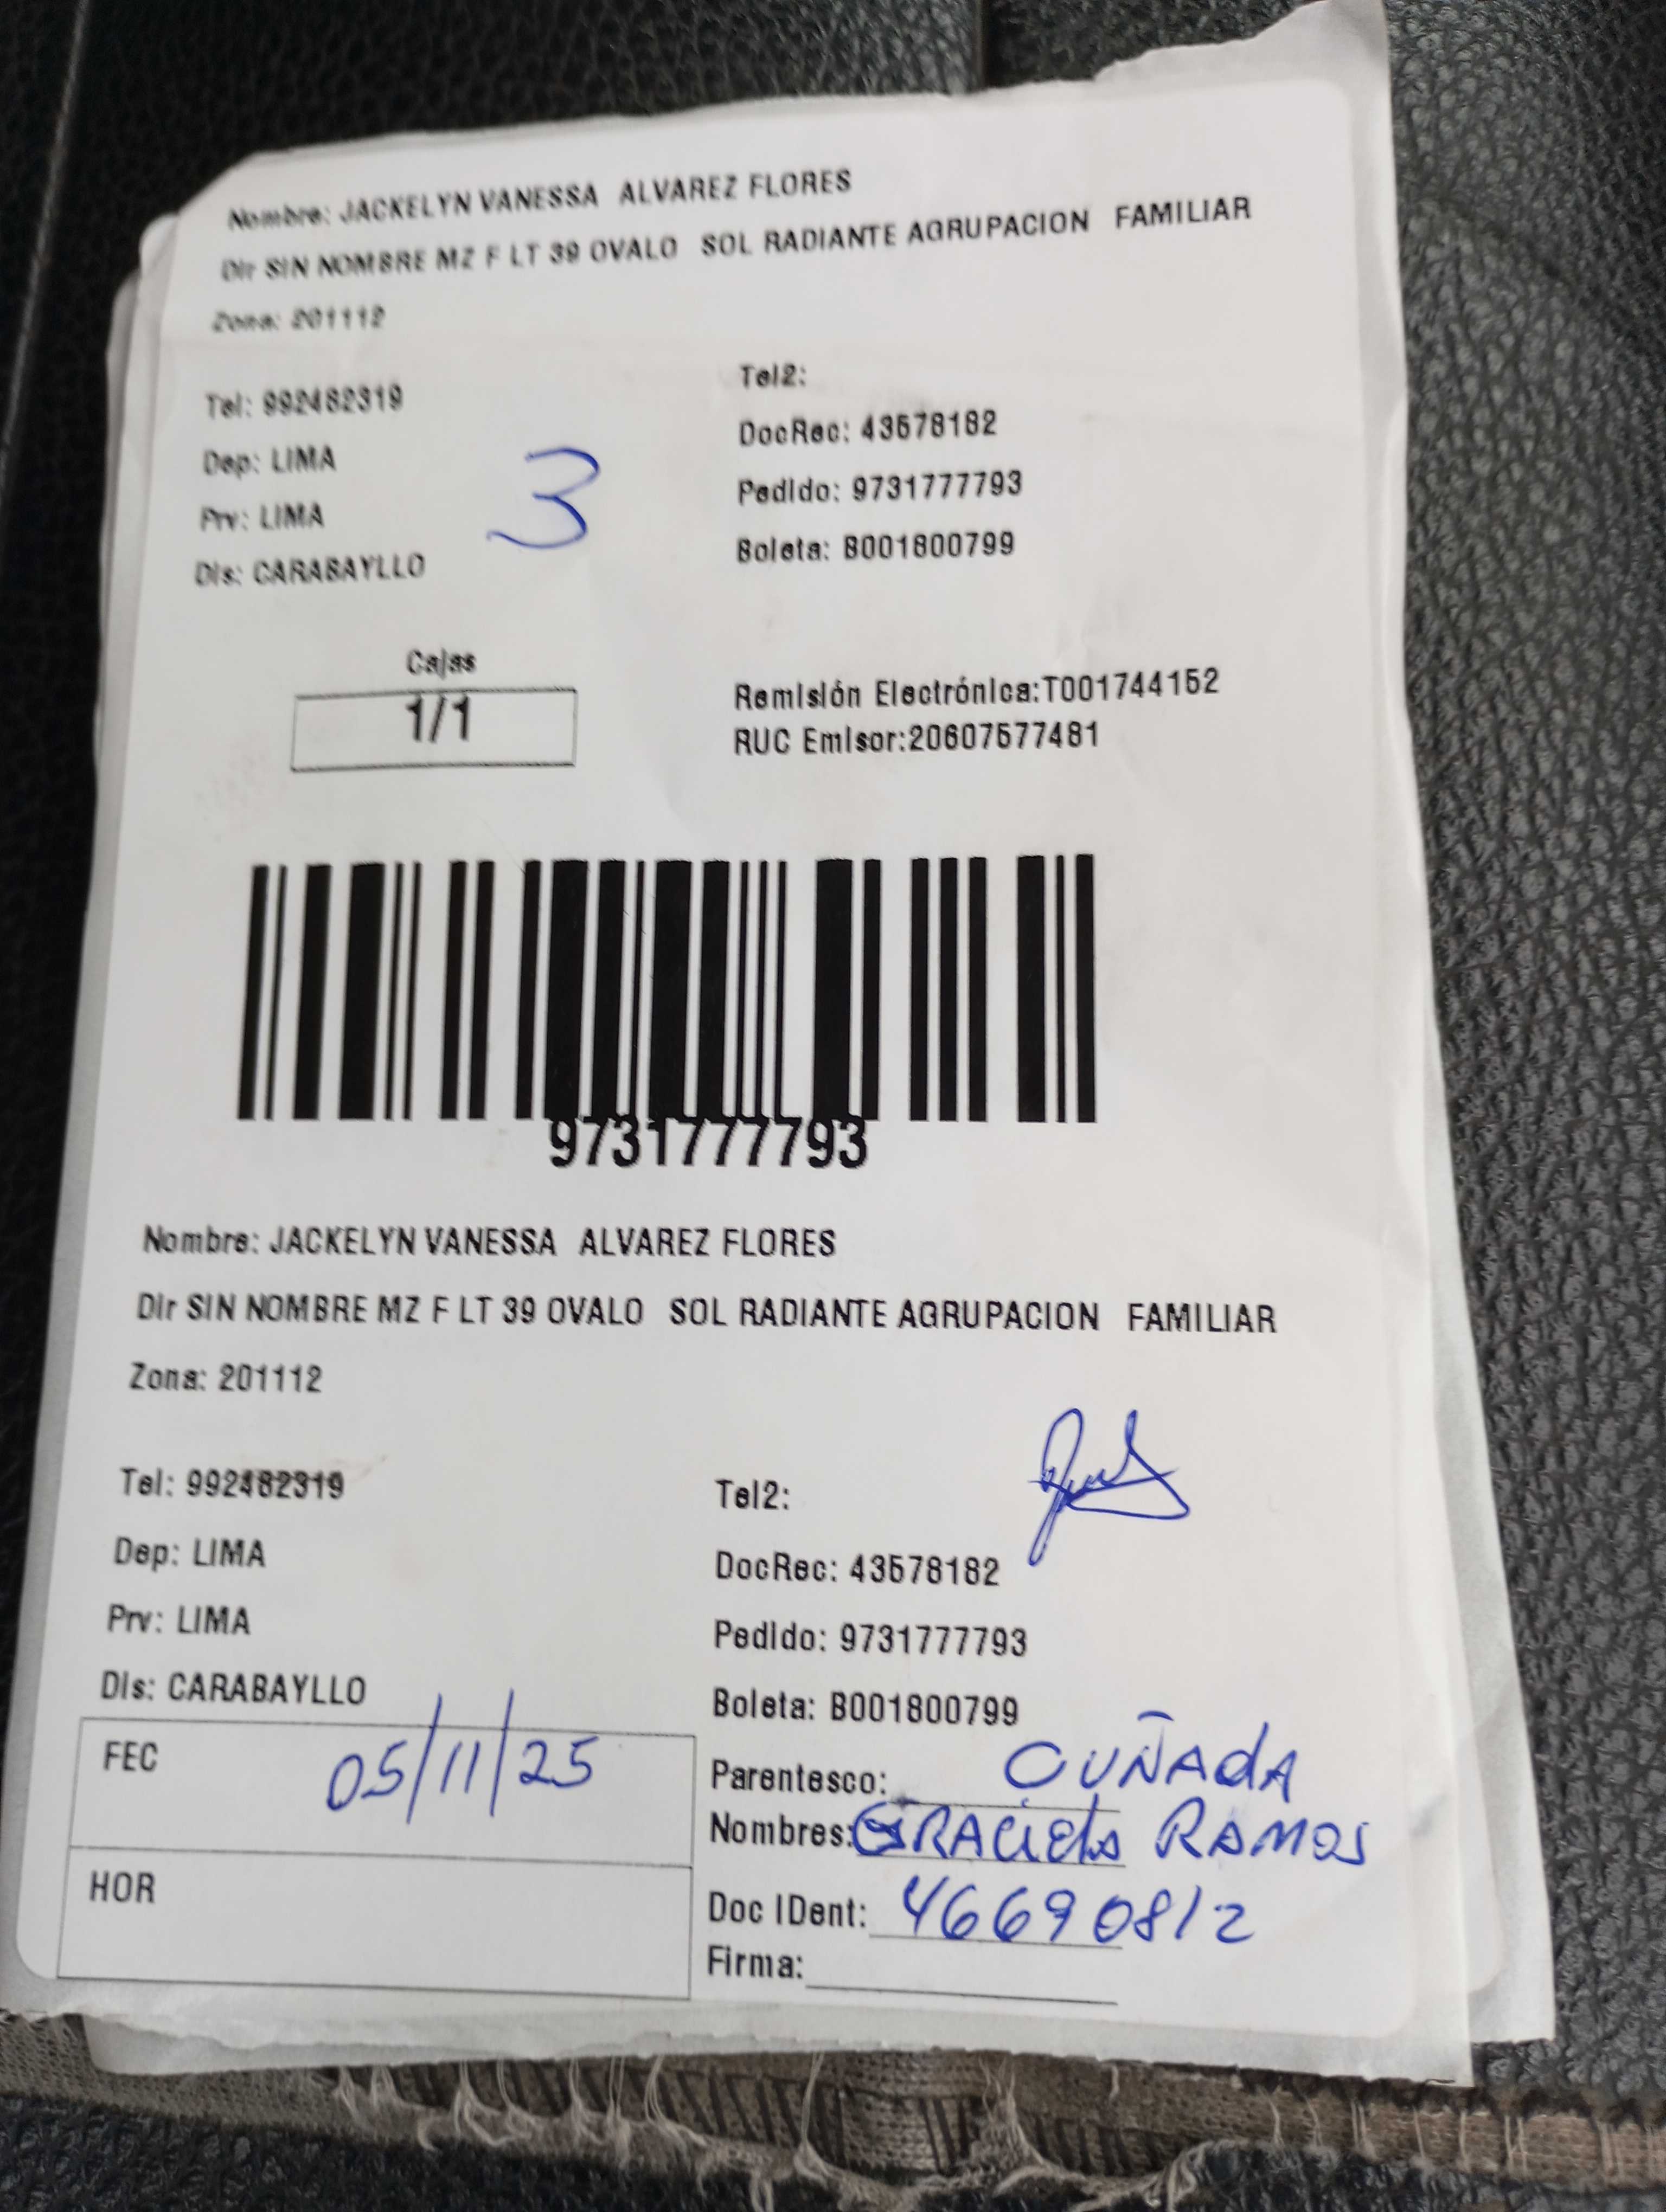 Nombre: JACKELYN VANESSA ALVAREZ FLORES
Dir SIN NOMBRE MZ F LT 39 OVALO SOL RADIANTE AGRUPACION FAMILIAR
Zona: 201112
Tel: 992482319
Tel2:
Dep: LIMA
DocRec: 43578182
Prv: LIMA
3
Pedido: 9731777793
Dis: CARABAYLLO
Boleta: B001800799
Cajas
1/1
Remisión Electrónica:T001744152
RUC Emisor:20607577481
9731777793
Nombre: JACKELYN VANESSA ALVAREZ FLORES
Dir SIN NOMBRE MZ F LT 39 OVALO SOL RADIANTE AGRUPACION FAMILIAR
Zona: 201112
Tel: 992482319
Tel2:
Dep: LIMA
DocRec: 43578182
Prv: LIMA
Pedido: 9731777793
Dis: CARABAYLLO
Boleta: B001800799
FEC 05/11/25
HOR
Parentesco: CUÑADA
Nombres: GRACIELA RAMOS
Doc IDent: 46690812
Firma: